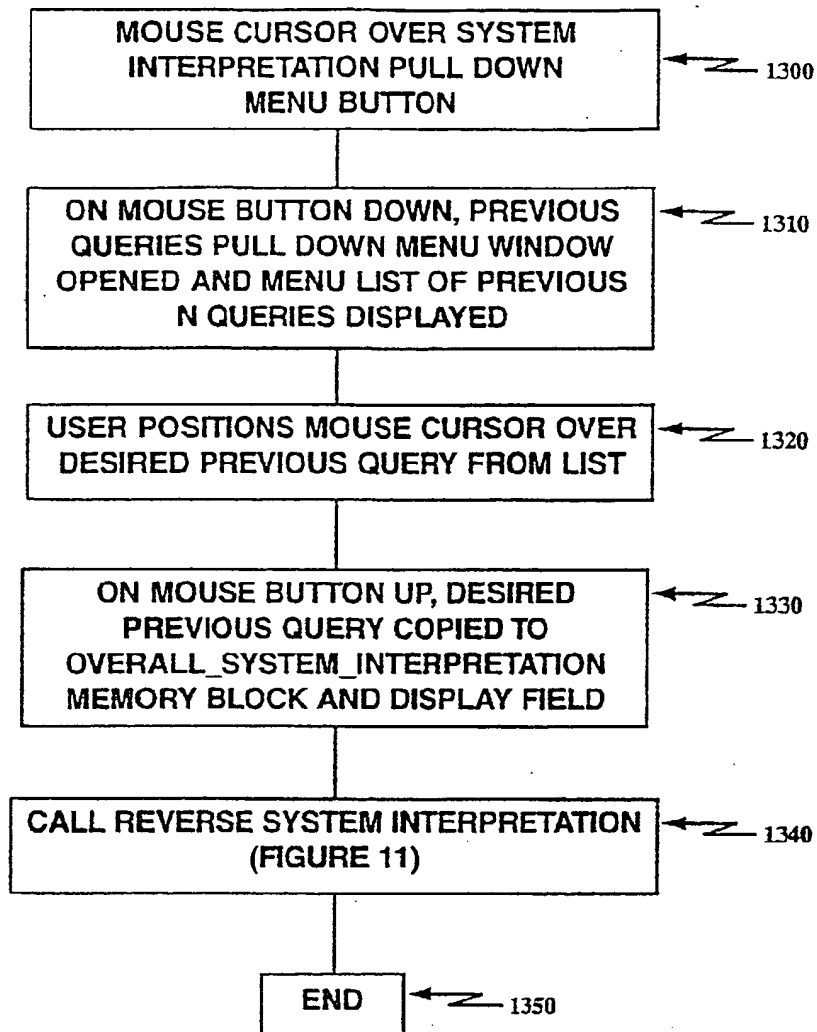 MOUSE CURSOR OVER SYSTEM
INTERPRETATION PULL DOWN
MENU BUTTON
1300
ON MOUSE BUTTON DOWN, PREVIOUS
QUERIES PULL DOWN MENU WINDOW
OPENED AND MENU LIST OF PREVIOUS
N QUERIES DISPLAYED
1310
USER POSITIONS MOUSE CURSOR OVER
DESIRED PREVIOUS QUERY FROM LIST
1320
ON MOUSE BUTTON UP, DESIRED
PREVIOUS QUERY COPIED TO
OVERALL_SYSTEM_INTERPRETATION
MEMORY BLOCK AND DISPLAY FIELD
1330
CALL REVERSE SYSTEM INTERPRETATION
(FIGURE 11)
1340
END
1350